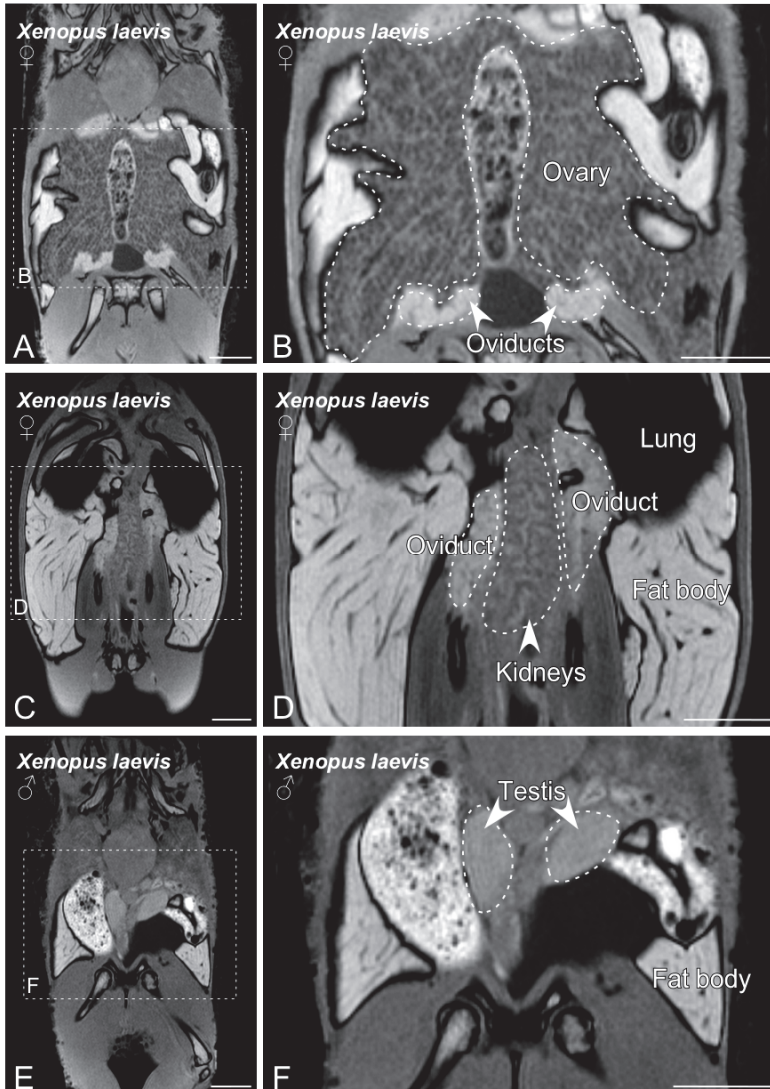 Xenopus laevis
♀
B
A
Xenopus laevis
♀
Ovary
Oviducts
B
Xenopus laevis
♀
D
C
Xenopus laevis
♀
Lung
Oviduct
Oviduct
Fat body
Kidneys
D
Xenopus laevis
♂
F
E
Xenopus laevis
♂
Testis
Fat body
F